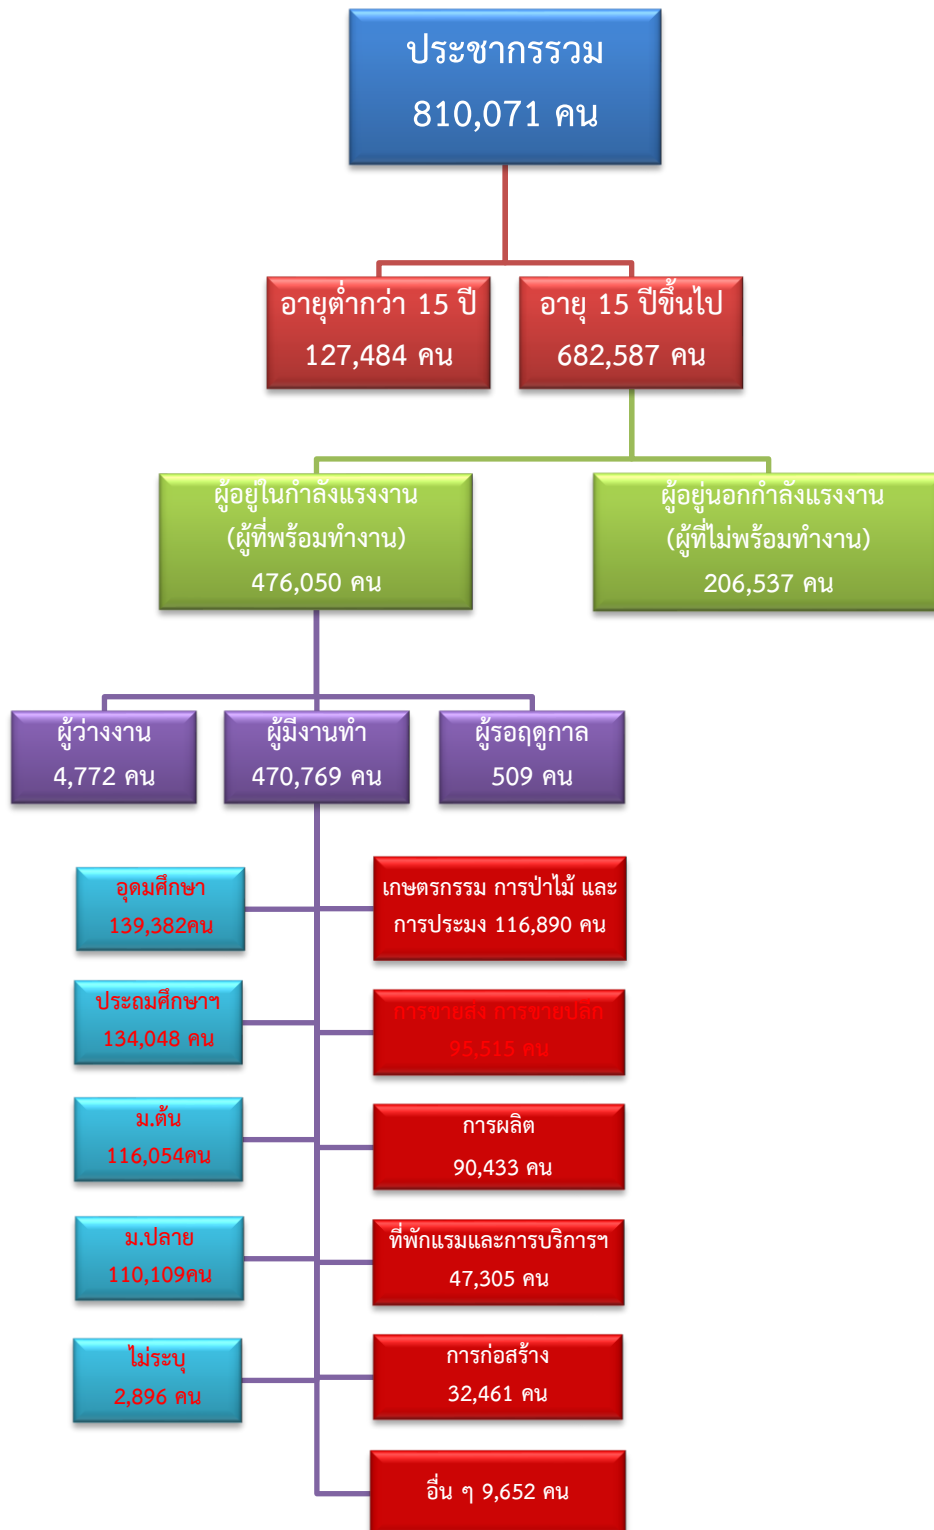 ประชากรรวม
810,071 คน
อายุต่ำกว่า 15 ปี
127,484 คน
อายุ 15 ปีขึ้นไป
682,587 คน
ผู้อยู่ในกำลังแรงงาน
(ผู้ที่พร้อมทำงาน)
476,050 คน
ผู้อยู่นอกกำลังแรงงาน
(ผู้ที่ไม่พร้อมทำงาน)
206,537 คน
ผู้ว่างงาน
4,772 คน
ผู้มีงานทำ
470,769 คน
ผู้รอฤดูกาล
509 คน
อุดมศึกษา
139,382คน
ประถมศึกษาฯ
134,048 คน
ม.ต้น
116,054คน
ม.ปลาย
110,109คน
ไม่ระบุ
2,896 คน
เกษตรกรรม การป่าไม้ และ
การประมง 116,890 คน
การขายส่ง การขายปลีก
95,515 คน
การผลิต
90,433 คน
ที่พักแรมและการบริการฯ
47,305 คน
การก่อสร้าง
32,461 คน
อื่น ๆ 9,652 คน